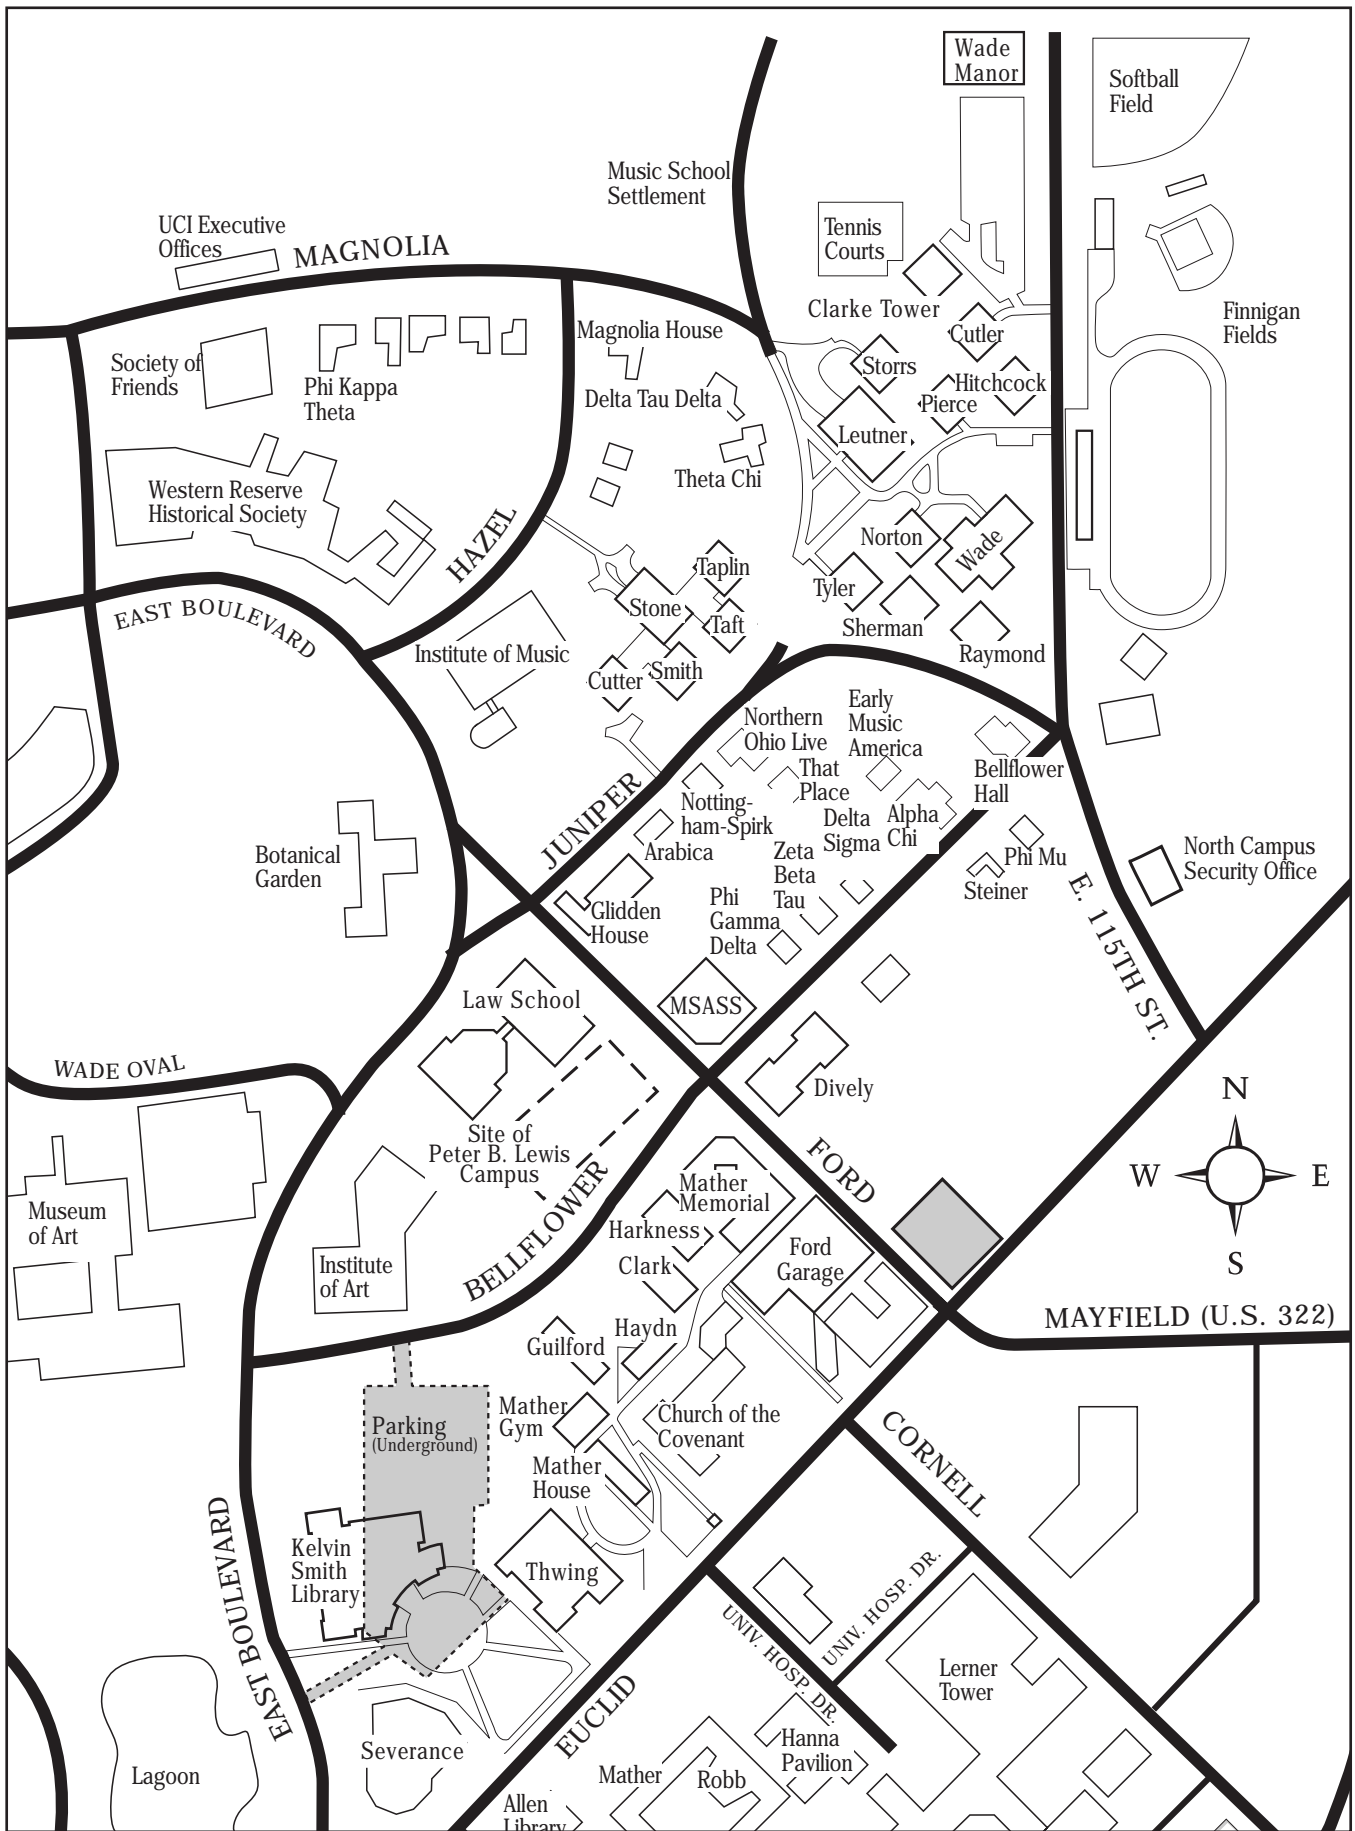 Wade
Manor
Softball
Field
Music School
Settlement
UCI Executive
Offices
MAGNOLIA
Tennis
Courts
Clarke Tower
Finnigan
Fields
Magnolia House
Cutler
Society of
Friends
Storrs
Phi Kappa
Theta
Delta Tau Delta
Hitchcock
Pierce
Leutner
Theta Chi
Western Reserve
Historical Society
HAZEL
Norton
Wade
Taplin
Tyler
Stone
EAST BOULEVARD
Taft
Sherman
Institute of Music
Raymond
Smith
Cutter
Early
Music
America
Northern
Ohio Live
That
Place
Bellflower
Hall
JUNIPER
Notting-
ham-Spirk
Delta
Sigma
Alpha
Chi
Arabica
Botanical
Garden
Zeta
Beta
Tau
Phi Mu
Steiner
North Campus
Security Office
E. 115TH ST.
Phi
Gamma
Delta
Glidden
House
Law School
MSASS
WADE OVAL
Dively
N
W
E
S
Site of
Peter B. Lewis
Campus
FORD
Mather
Memorial
BELLFLOWER
Museum
of Art
Harkness
Ford
Garage
Institute
of Art
Clark
MAYFIELD (U.S. 322)
Haydn
Guilford
Mather
Gym
Church of the
Covenant
Parking
(Underground)
CORNELL
Mather
House
EAST BOULEVARD
Kelvin
Smith
Library
Thwing
UNIV. HOSP. DR.
UNIV. HOSP. DR.
Lerner
Tower
EUCLID
Severance
Hanna
Pavilion
Lagoon
Mather
Robb
Allen
Library